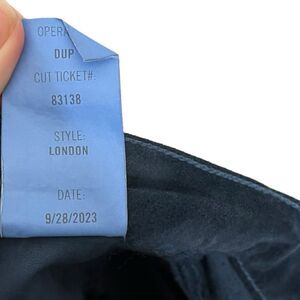 DUP
CUT TICKET#:
83138
STYLE:
LONDON
DATE:
9/28/2023